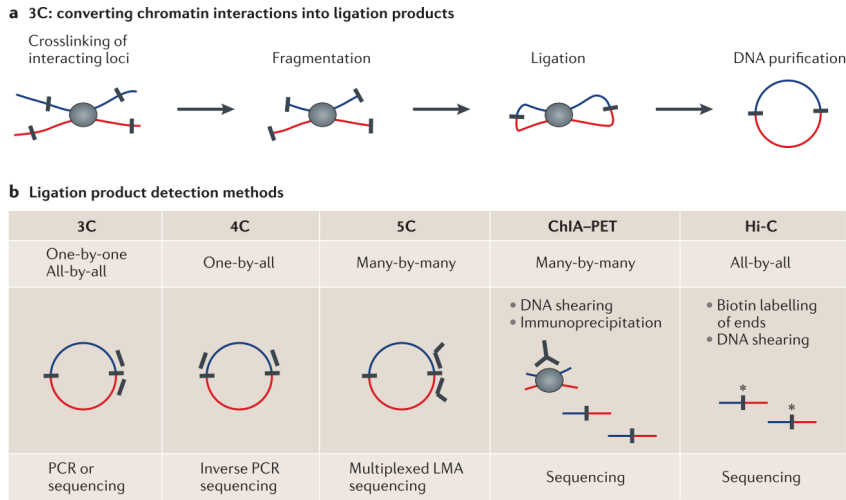 a 3C: converting chromatin interactions into ligation products
Crosslinking of
interacting loci
Fragmentation
Ligation
DNA purification
b Ligation product detection methods
3C
4C
5C
ChIA–PET
Hi-C
One-by-one
All-by-all
One-by-all
Many-by-many
Many-by-many
All-by-all
• DNA shearing
• Immunoprecipitation
• Biotin labelling
of ends
• DNA shearing
*
*
PCR or
sequencing
Inverse PCR
sequencing
Multiplexed LMA
sequencing
Sequencing
Sequencing